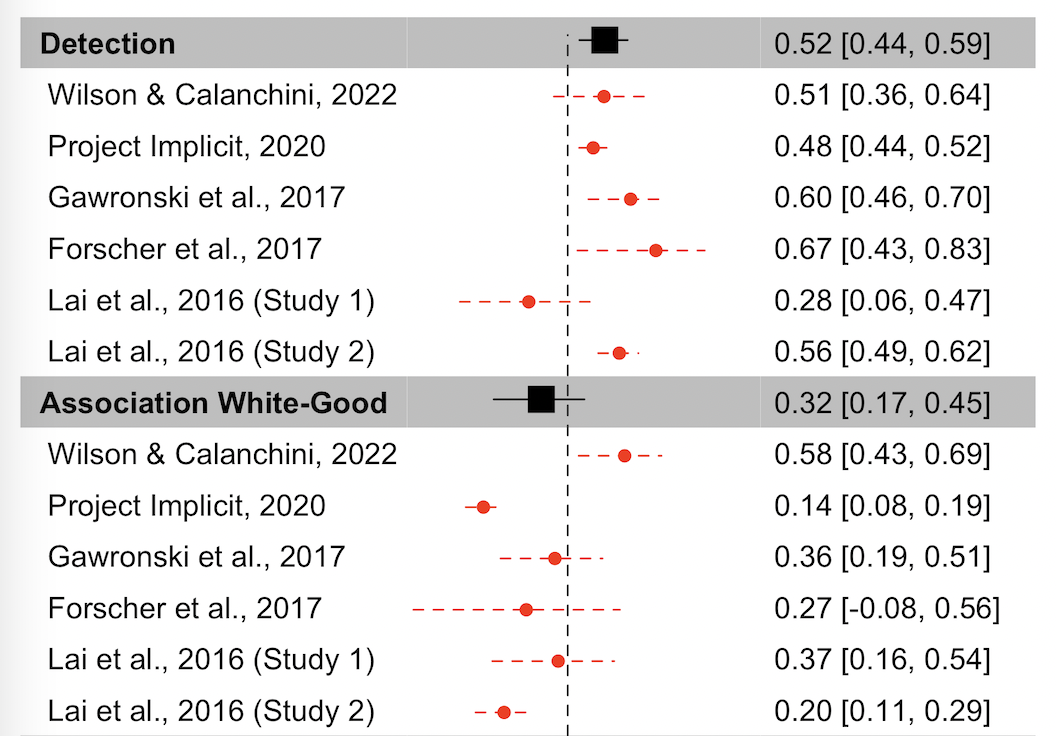 Detection 0.52 [0.44, 0.59]
Wilson & Calanchini, 2022 0.51 [0.36, 0.64]
Project Implicit, 2020 0.48 [0.44, 0.52]
Gawronski et al., 2017 0.60 [0.46, 0.70]
Forscher et al., 2017 0.67 [0.43, 0.83]
Lai et al., 2016 (Study 1) 0.28 [0.06, 0.47]
Lai et al., 2016 (Study 2) 0.56 [0.49, 0.62]
Association White-Good 0.32 [0.17, 0.45]
Wilson & Calanchini, 2022 0.58 [0.43, 0.69]
Project Implicit, 2020 0.14 [0.08, 0.19]
Gawronski et al., 2017 0.36 [0.19, 0.51]
Forscher et al., 2017 0.27 [-0.08, 0.56]
Lai et al., 2016 (Study 1) 0.37 [0.16, 0.54]
Lai et al., 2016 (Study 2) 0.20 [0.11, 0.29]